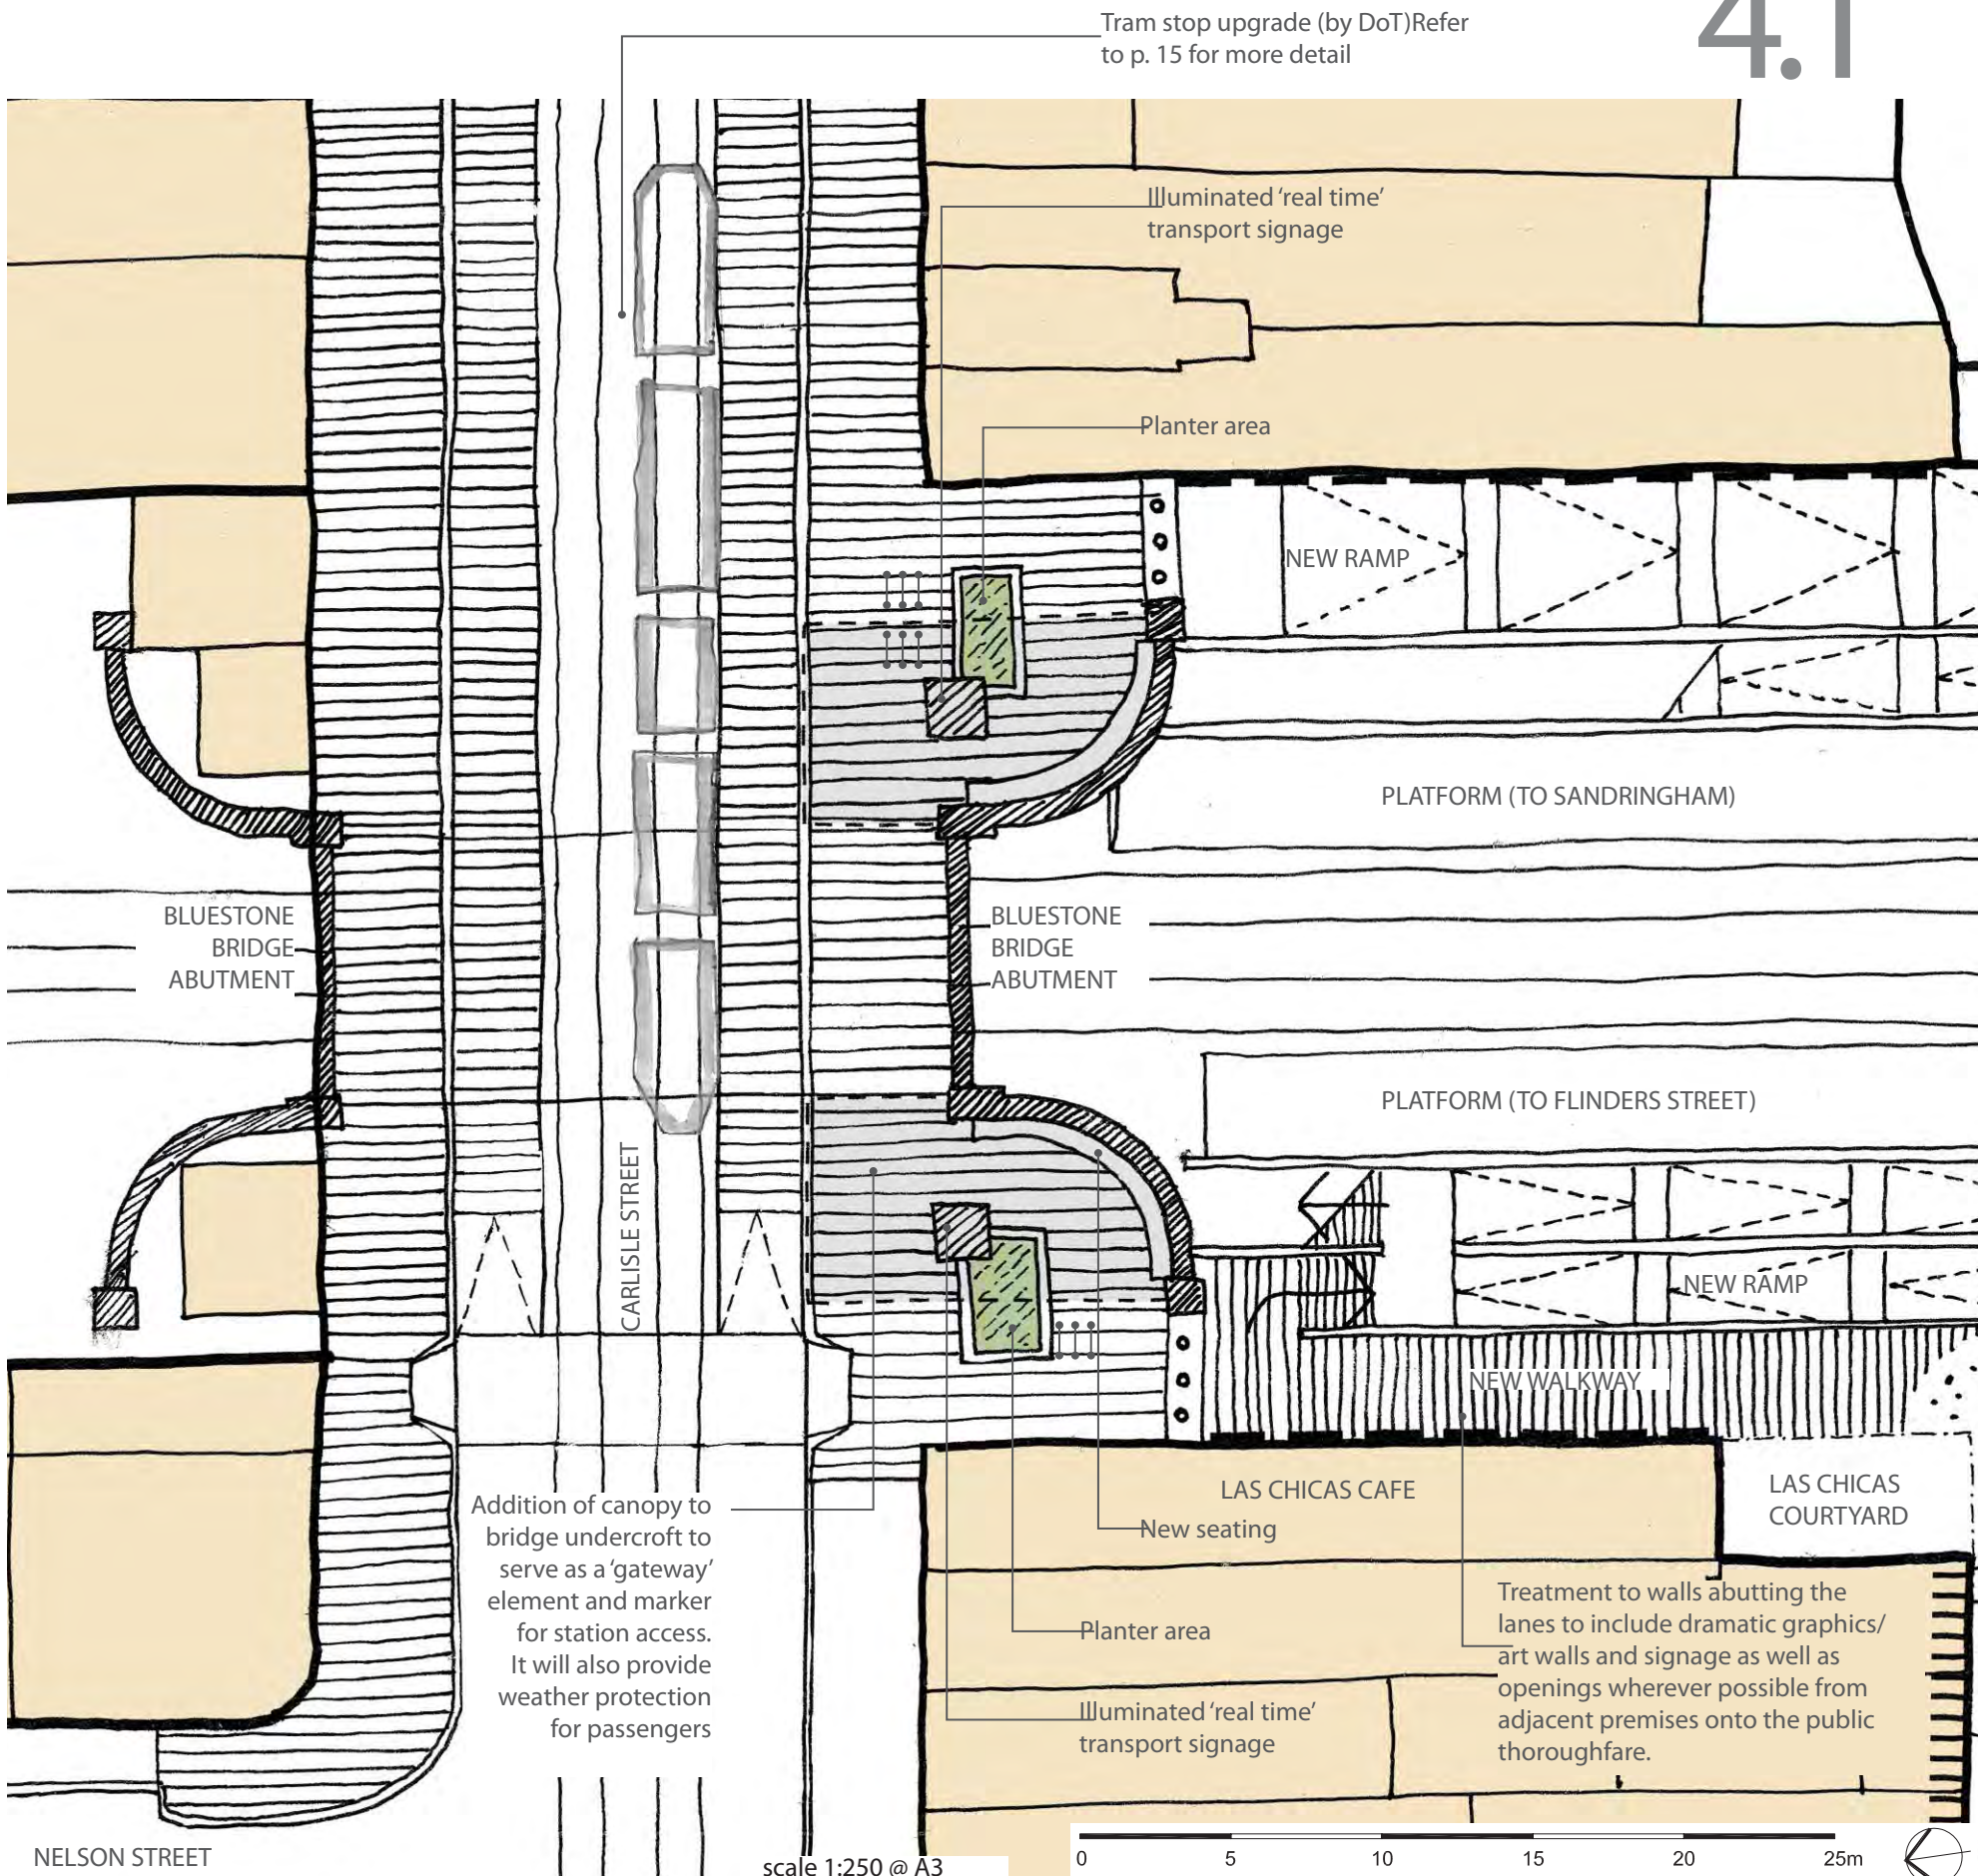 4.1
Tram stop upgrade (by DoT)Refer
to p. 15 for more detail
Illuminated ‘real time’
transport signage
Planter area
NEW RAMP
PLATFORM (TO SANDRINGHAM)
BLUESTONE
BRIDGE
ABUTMENT
BLUESTONE
BRIDGE
ABUTMENT
PLATFORM (TO FLINDERS STREET)
CARLISLE STREET
NEW RAMP
NEW WALKWAY
LAS CHICAS CAFE
LAS CHICAS
COURTYARD
Addition of canopy to
bridge undercroft to
serve as a ‘gateway’
element and marker
for station access.
It will also provide
weather protection
for passengers
New seating
Planter area
Illuminated ‘real time’
transport signage
Treatment to walls abutting the
lanes to include dramatic graphics/
art walls and signage as well as
openings wherever possible from
adjacent premises onto the public
thoroughfare.
NELSON STREET
scale 1:250 @ A3
0 5 10 15 20 25m